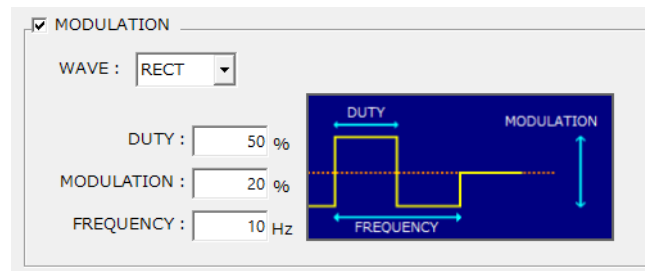 MODULATION
WAVE : RECT
DUTY : 50 %
MODULATION : 20 %
FREQUENCY : 10 Hz
DUTY
MODULATION
FREQUENCY